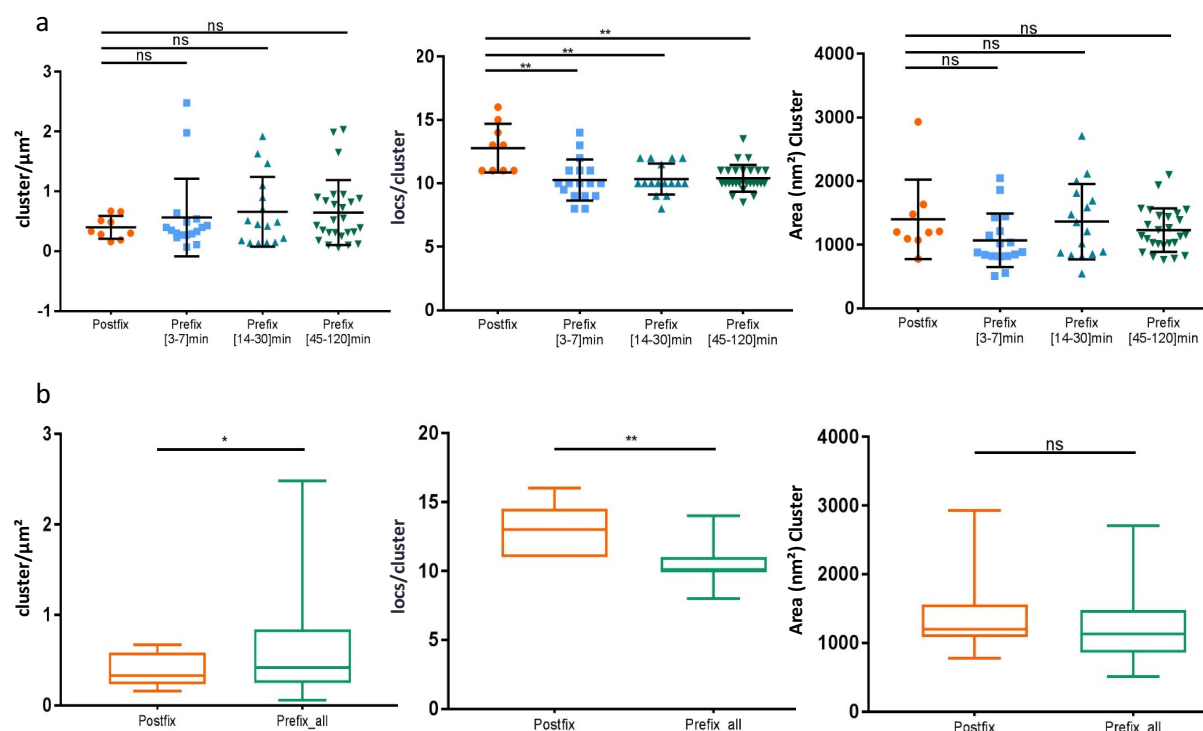 a
ns
ns
ns
cluster/µm²
3
2
1
0
-1
Postfix
Prefix
[3-7]min
Prefix
[14-30]min
Prefix
[45-120]min
**
**
**
locs/cluster
20
15
10
5
0
Postfix
Prefix
[3-7]min
Prefix
[14-30]min
Prefix
[45-120]min
ns
ns
ns
Area (nm²) Cluster
4000
3000
2000
1000
0
Postfix
Prefix
[3-7]min
Prefix
[14-30]min
Prefix
[45-120]min
b
*
cluster/µm²
3
2
1
0
Postfix
Prefix_all
**
locs/cluster
20
15
10
5
0
Postfix
Prefix_all
ns
Area (nm²) Cluster
4000
3000
2000
1000
0
Postfix
Prefix_all